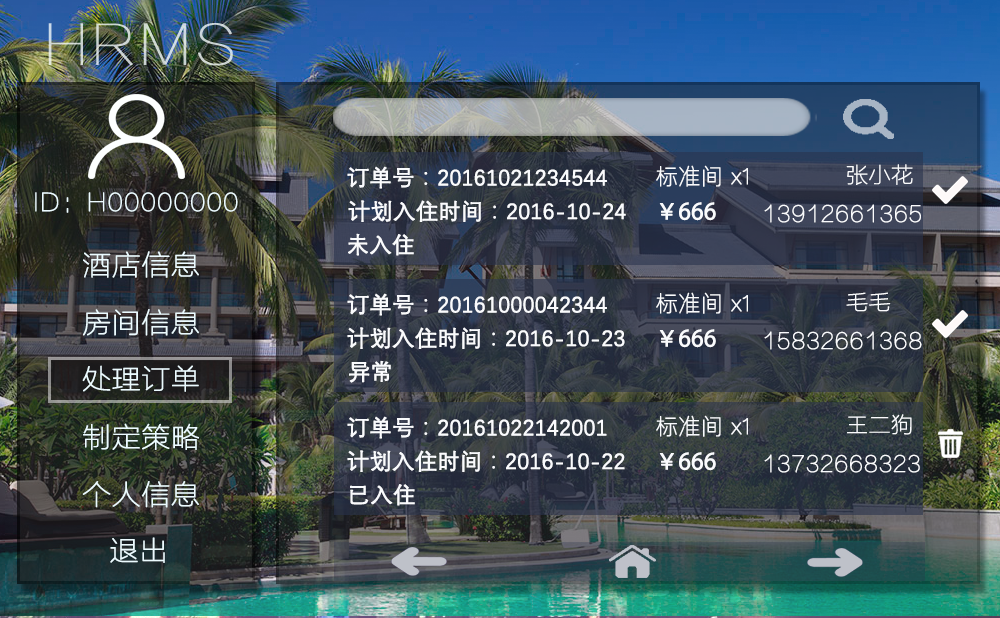 HRMS
ID：H00000000
酒店信息
房间信息
处理订单
制定策略
个人信息
退出
订单号：20161021234544 标准间 x1 张小花
计划入住时间：2016-10-24 ￥666 13912661365
未入住
订单号：20161000042344 标准间 x1 毛毛
计划入住时间：2016-10-23 ￥666 15832661368
异常
订单号：20161022142001 标准间 x1 王二狗
计划入住时间：2016-10-22 ￥666 13732668323
已入住